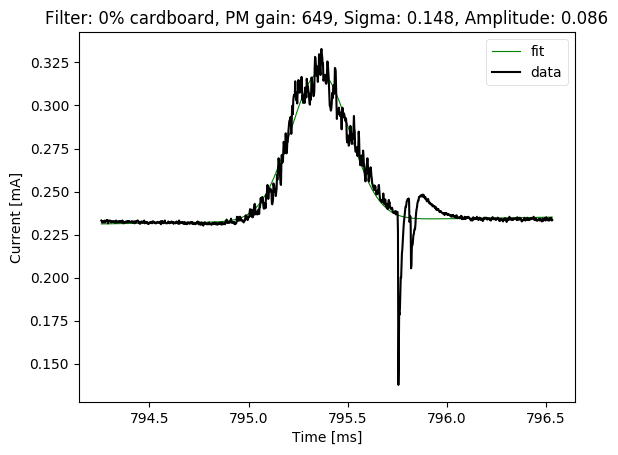 Filter: 0% cardboard, PM gain: 649, Sigma: 0.148, Amplitude: 0.086
fit
data
0.325
0.300
0.275
0.250
0.225
0.200
0.175
0.150
Current [mA]
794.5 795.0 795.5 796.0 796.5
Time [ms]